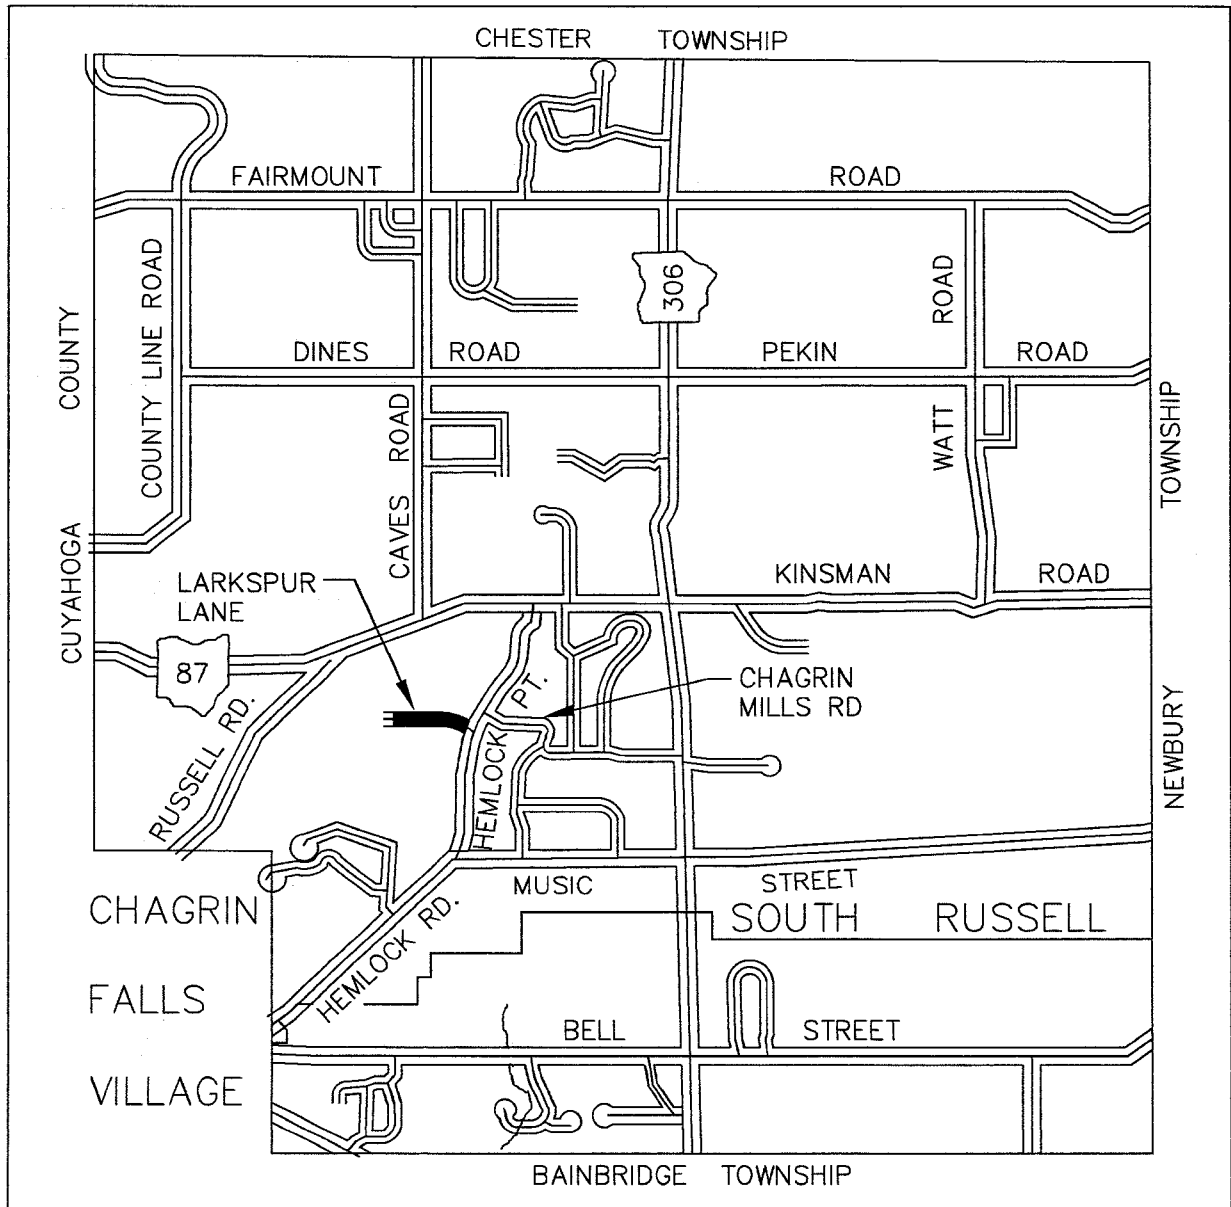 CHESTER TOWNSHIP
FAIRMOUNT ROAD
COUNTY LINE ROAD
306
ROAD
DINES ROAD PEKIN ROAD
CUYAHOGA COUNTY
CAVES ROAD
WATT
NEWBURY TOWNSHIP
LARKSPUR
LANE
KINSMAN ROAD
87
RUSSELL RD.
HEMLOCK PT.
CHAGRIN
MILLS RD
MUSIC STREET
CHAGRIN
FALLS
VILLAGE
HEMLOCK RD.
SOUTH RUSSELL
BELL STREET
BAINBRIDGE TOWNSHIP